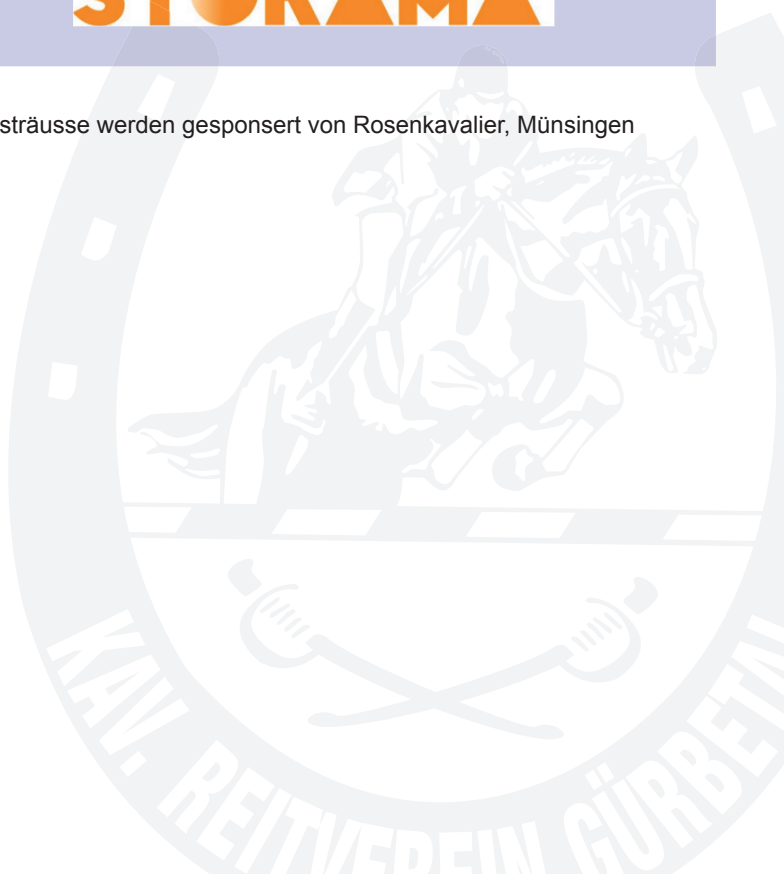 STORAMA
sträusse werden gesponsert von Rosenkavalier, Münsingen
KAV. REITVEREIN GÜRBETAL